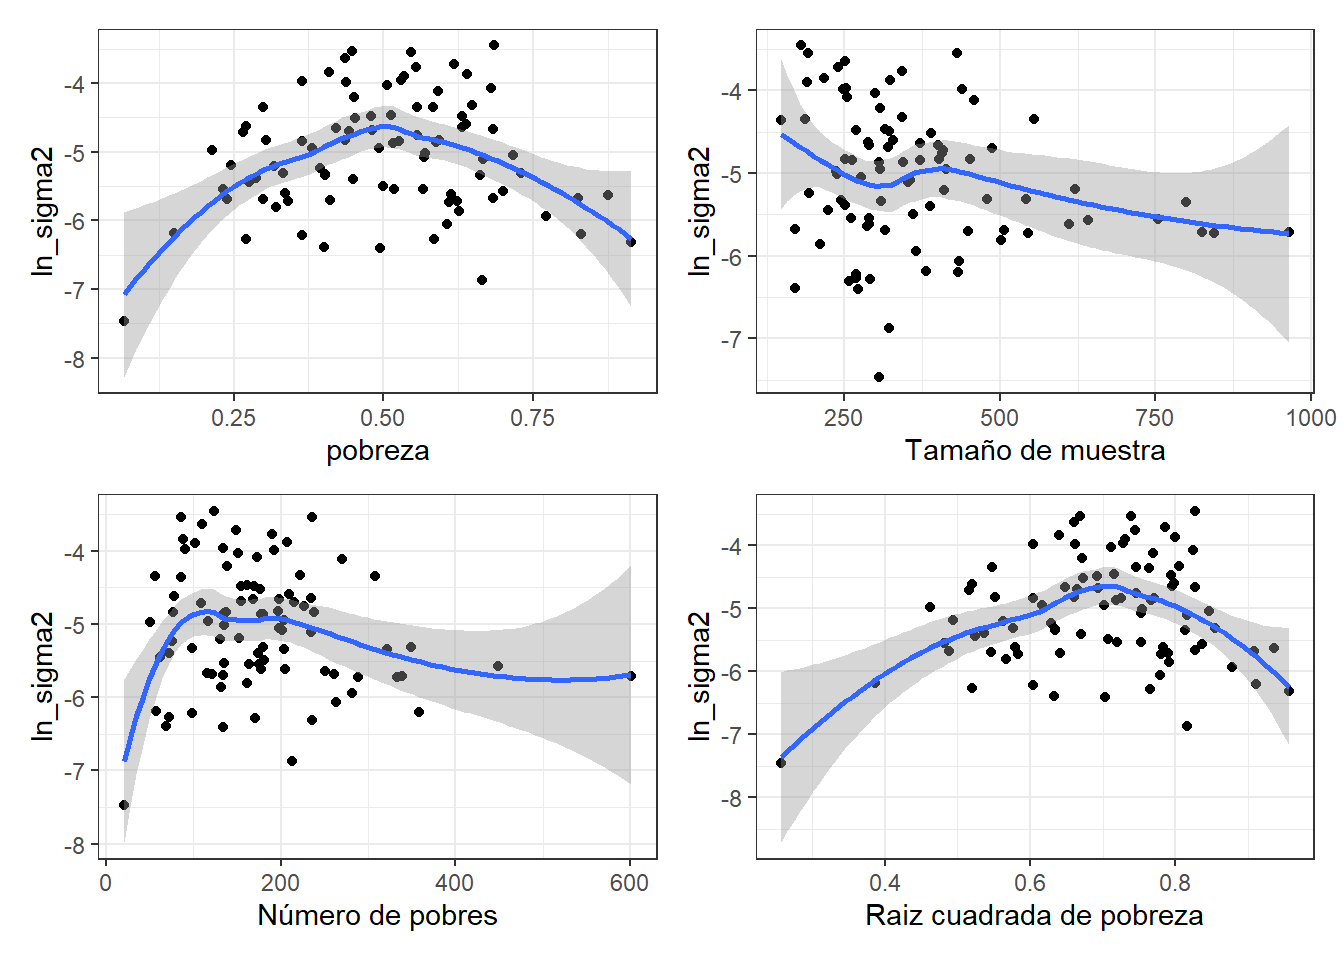 -4
-5
-6
-7
-8
ln_sigma2
0.25 0.50 0.75
pobreza
-4
-5
-6
-7
ln_sigma2
250 500 750 1000
Tamaño de muestra
-4
-5
-6
-7
-8
ln_sigma2
0 200 400 600
Número de pobres
-4
-5
-6
-7
-8
ln_sigma2
0.4 0.6 0.8
Raiz cuadrada de pobreza